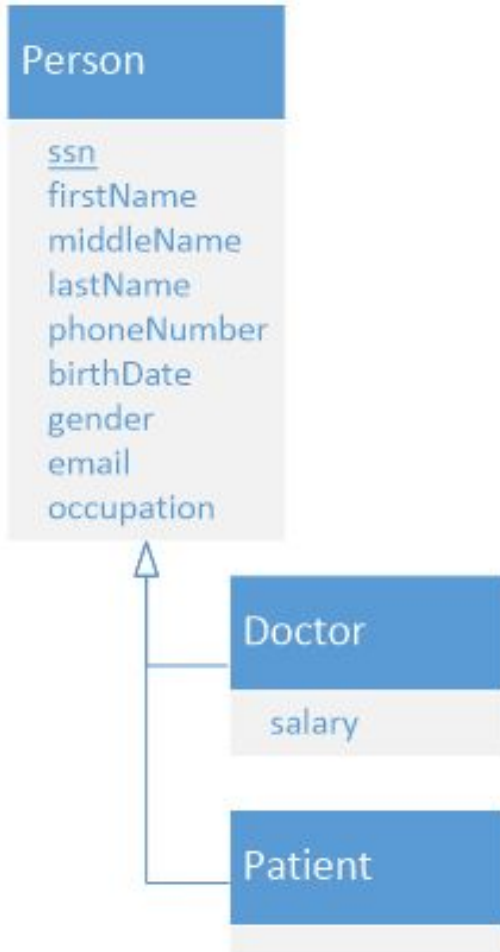 Person
ssn
firstName
middleName
lastName
phoneNumber
birthDate
gender
email
occupation
Doctor
salary
Patient